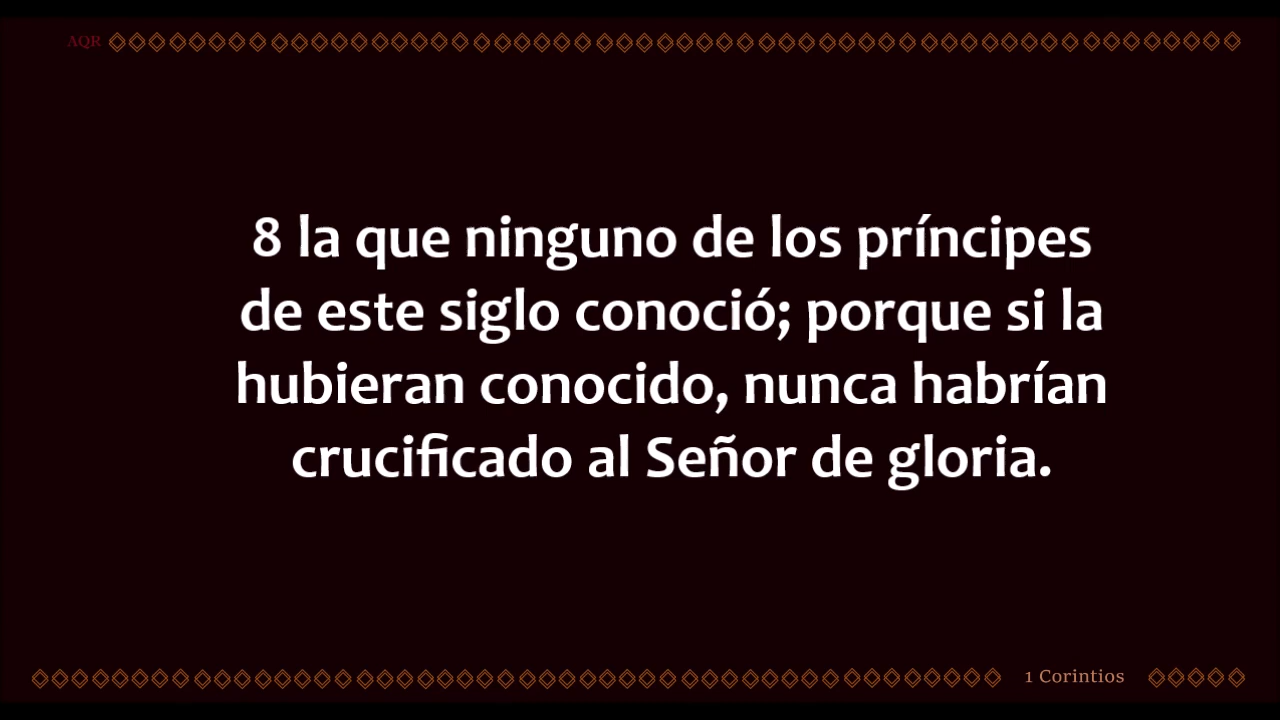 AQR
8 la que ninguno de los príncipes
de este siglo conoció; porque si la
hubieran conocido, nunca habrían
crucificado al Señor de gloria.
1 Corintios